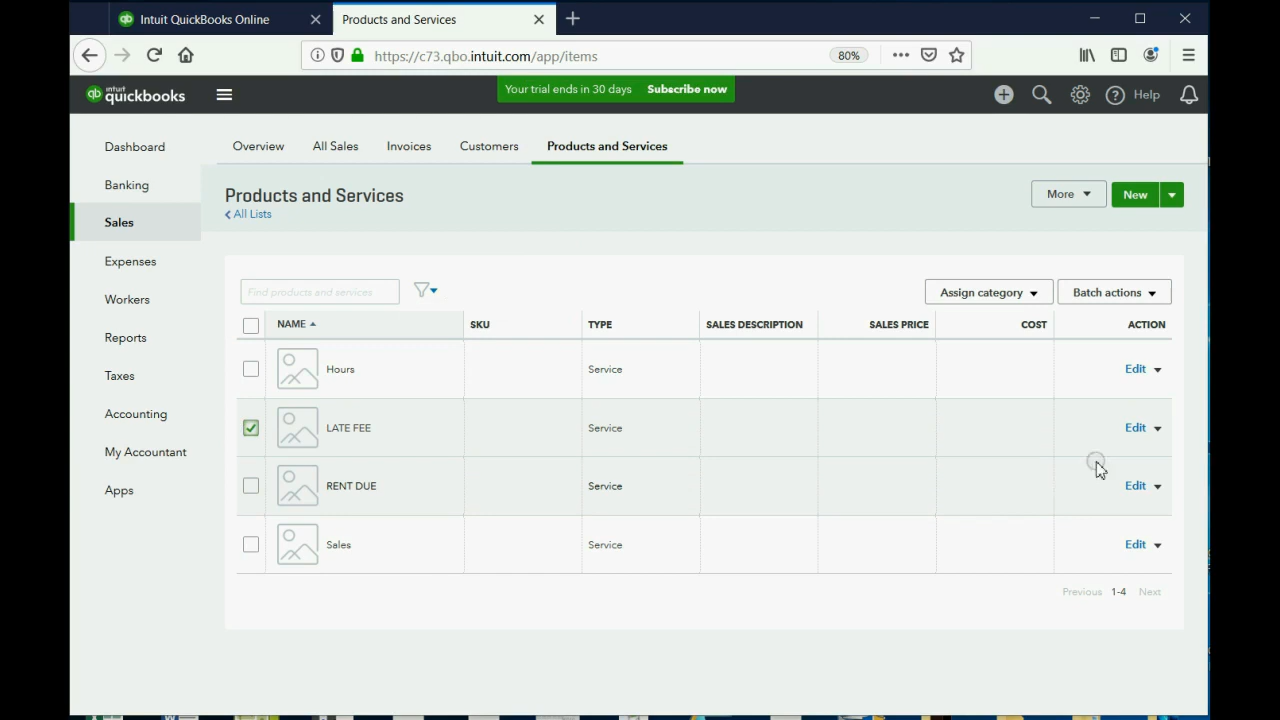 Intuit QuickBooks Online
Products and Services
https://c73.qbo.intuit.com/app/items
80%
qb intuit quickbooks
Your trial ends in 30 days Subscribe now
Help
Dashboard
Banking
Sales
Expenses
Workers
Reports
Taxes
Accounting
My Accountant
Apps
Overview All Sales Invoices Customers Products and Services
Products and Services
All Lists
More New
Find products and services
Assign category Batch actions
NAME SKU TYPE SALES DESCRIPTION SALES PRICE COST ACTION
Hours Service Edit
LATE FEE Service Edit
RENT DUE Service Edit
Sales Service Edit
Previous 1-4 Next